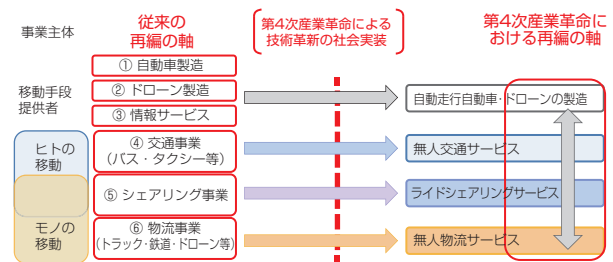 事業主体
従来の
再編の軸
第4次産業革命による
技術革新の社会実装
第4次産業革命に
おける再編の軸
移動手段
提供者
① 自動車製造
② ドローン製造
③ 情報サービス
自動走行自動車・ドローンの製造
ヒトの
移動
④ 交通事業
(バス・タクシー等)
無人交通サービス
⑤ シェアリング事業
ライドシェアリングサービス
モノの
移動
⑥ 物流事業
(トラック・鉄道・ドローン等)
無人物流サービス